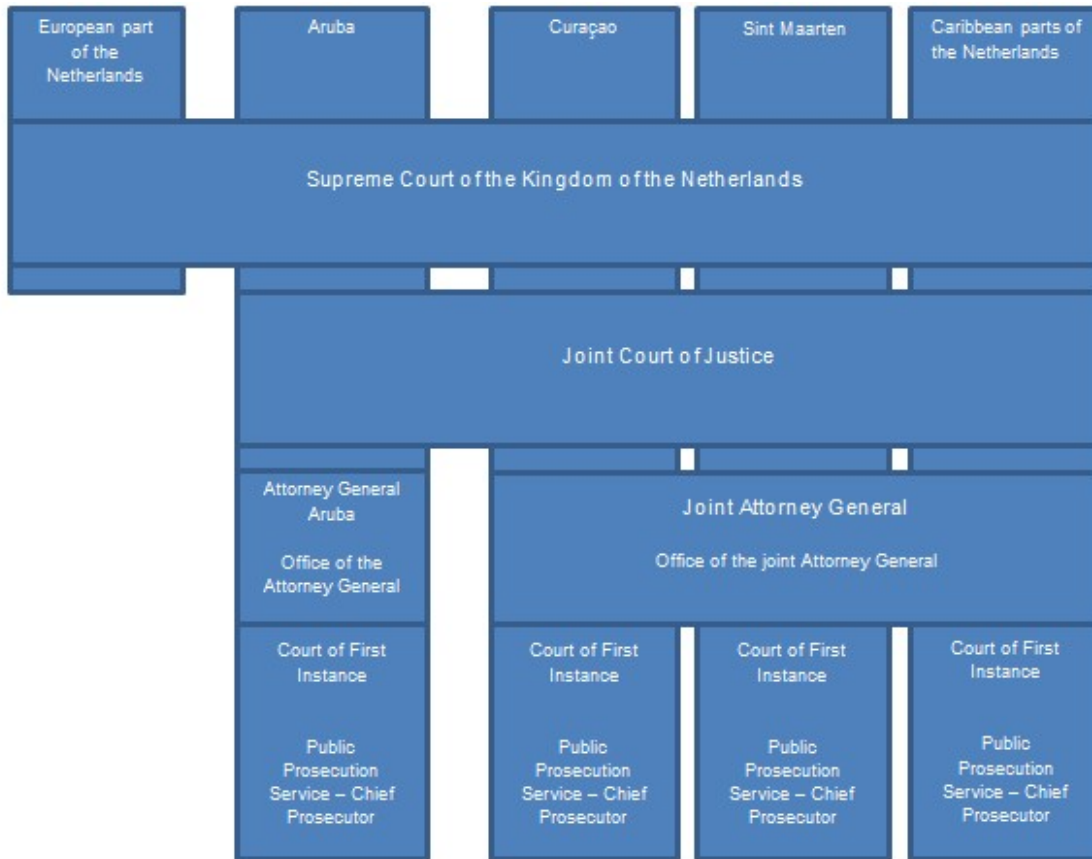 European part
of the
Netherlands
Aruba
Curaçao
Sint Maarten
Caribbean parts of
the Netherlands
Supreme Court of the Kingdom of the Netherlands
Joint Court of Justice
Attorney General
Aruba
Office of the
Attorney General
Joint Attorney General
Office of the joint Attorney General
Court of First
Instance
Public
Prosecution
Service – Chief
Prosecutor
Court of First
Instance
Public
Prosecution
Service – Chief
Prosecutor
Court of First
Instance
Public
Prosecution
Service – Chief
Prosecutor
Court of First
Instance
Public
Prosecution
Service – Chief
Prosecutor